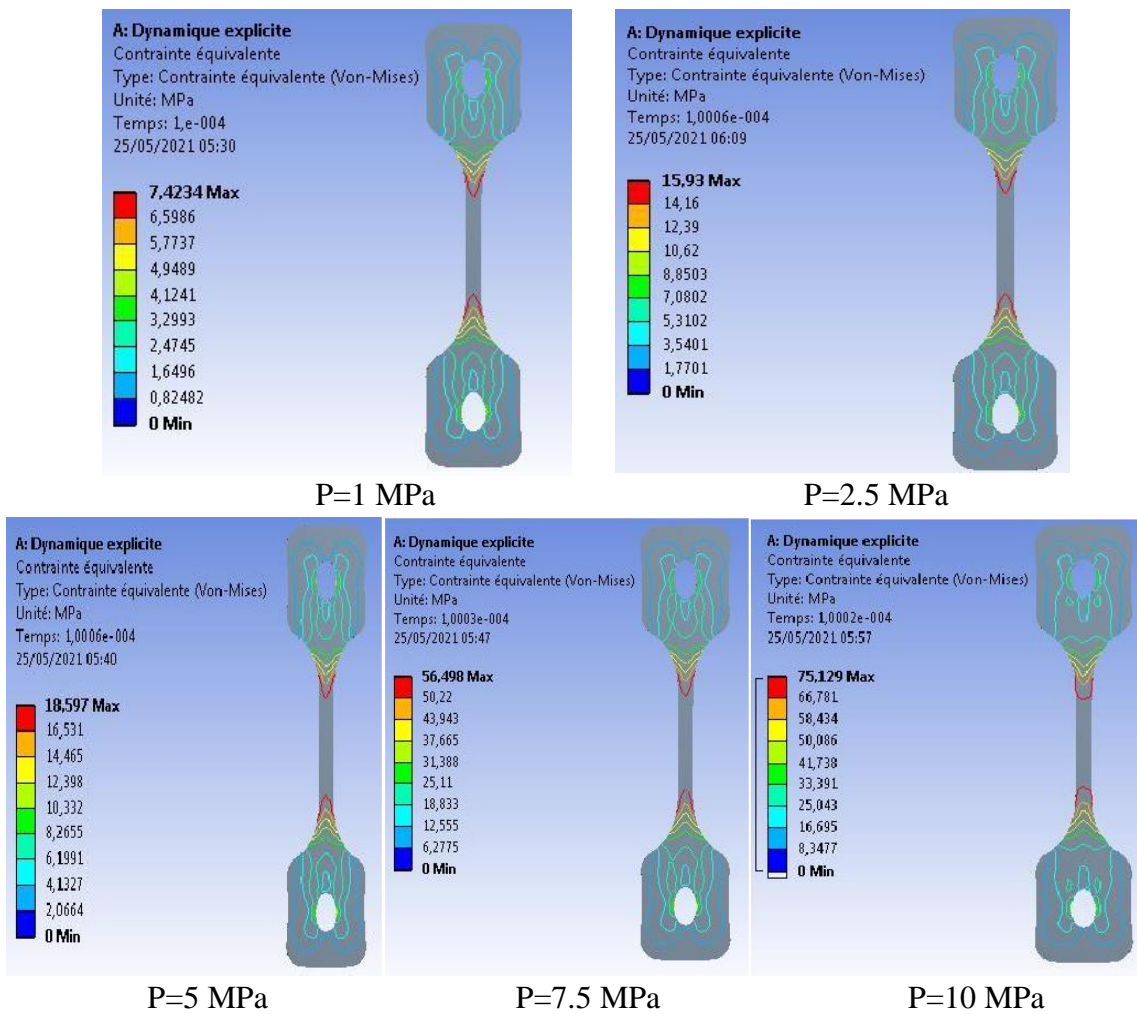 A: Dynamique explicite
Contrainte équivalente
Type: Contrainte équivalente (Von-Mises)
Unité: MPa
Temps: 1,e-004
25/05/2021 05:30
7,4234 Max
6,5986
5,7737
4,9489
4,1241
3,2993
2,4745
1,6496
0,82482
0 Min
A: Dynamique explicite
Contrainte équivalente
Type: Contrainte équivalente (Von-Mises)
Unité: MPa
Temps: 1,0006e-004
25/05/2021 06:09
15,93 Max
14,16
12,39
10,62
8,8503
7,0802
5,3102
3,5401
1,7701
0 Min
P=1 MPa
P=2.5 MPa
A: Dynamique explicite
Contrainte équivalente
Type: Contrainte équivalente (Von-Mises)
Unité: MPa
Temps: 1,0006e-004
25/05/2021 05:40
18,597 Max
16,531
14,465
12,398
10,332
8,2655
6,1991
4,1327
2,0664
0 Min
A: Dynamique explicite
Contrainte équivalente
Type: Contrainte équivalente (Von-Mises)
Unité: MPa
Temps: 1,0003e-004
25/05/2021 05:47
56,498 Max
50,22
43,943
37,665
31,388
25,11
18,833
12,555
6,2775
0 Min
A: Dynamique explicite
Contrainte équivalente
Type: Contrainte équivalente (Von-Mises)
Unité: MPa
Temps: 1,0002e-004
25/05/2021 05:57
75,129 Max
66,781
58,434
50,086
41,738
33,391
25,043
16,695
8,3477
0 Min
P=5 MPa
P=7.5 MPa
P=10 MPa